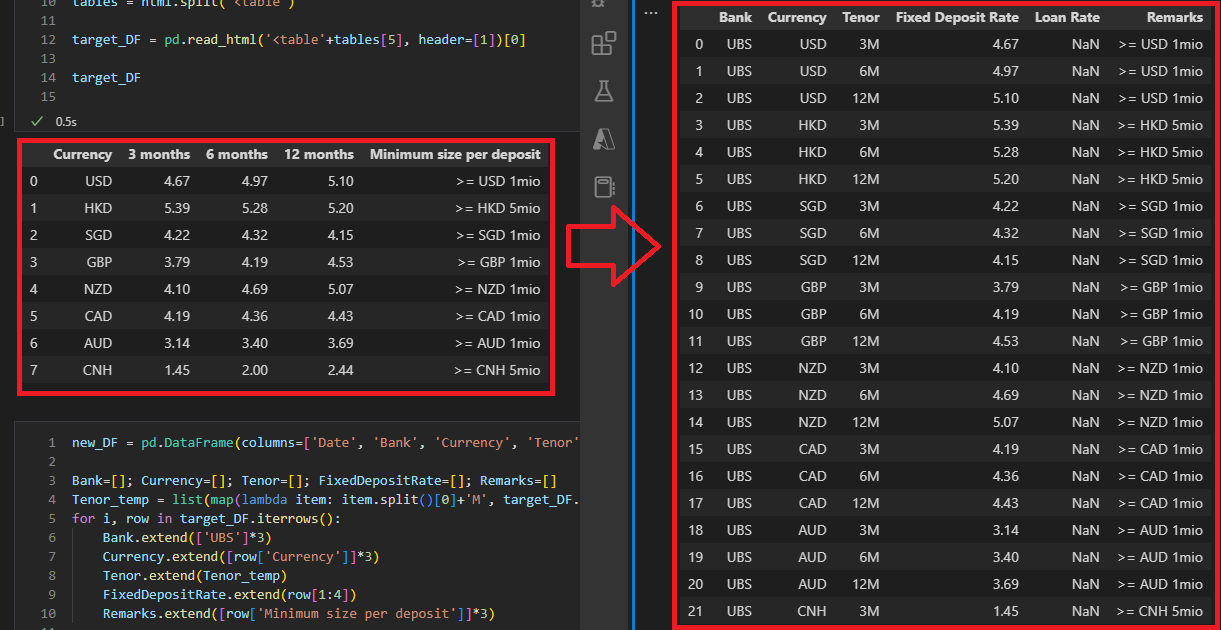 10 tables = html.split('<table')
11
12 target_DF = pd.read_html('<table'+tables[5], header=[1])[0]
13
14 target_DF
15
] ✓ 0.5s
Currency 3 months 6 months 12 months Minimum size per deposit
0 USD 4.67 4.97 5.10 >= USD 1mio
1 HKD 5.39 5.28 5.20 >= HKD 5mio
2 SGD 4.22 4.32 4.15 >= SGD 1mio
3 GBP 3.79 4.19 4.53 >= GBP 1mio
4 NZD 4.10 4.69 5.07 >= NZD 1mio
5 CAD 4.19 4.36 4.43 >= CAD 1mio
6 AUD 3.14 3.40 3.69 >= AUD 1mio
7 CNH 1.45 2.00 2.44 >= CNH 5mio
1 new_DF = pd.DataFrame(columns=['Date', 'Bank', 'Currency', 'Tenor'
2
3 Bank=[]; Currency=[]; Tenor=[]; FixedDepositRate=[]; Remarks=[]
4 Tenor_temp = list(map(lambda item: item.split()[0]+'M', target_DF.
5 for i, row in target_DF.iterrows():
6 Bank.extend(['UBS']*3)
7 Currency.extend([row['Currency']]*3)
8 Tenor.extend(Tenor_temp)
9 FixedDepositRate.extend(row[1:4])
10 Remarks.extend([row['Minimum size per deposit']]*3)
...
Bank Currency Tenor Fixed Deposit Rate Loan Rate Remarks
0 UBS USD 3M 4.67 NaN >= USD 1mio
1 UBS USD 6M 4.97 NaN >= USD 1mio
2 UBS USD 12M 5.10 NaN >= USD 1mio
3 UBS HKD 3M 5.39 NaN >= HKD 5mio
4 UBS HKD 6M 5.28 NaN >= HKD 5mio
5 UBS HKD 12M 5.20 NaN >= HKD 5mio
6 UBS SGD 3M 4.22 NaN >= SGD 1mio
7 UBS SGD 6M 4.32 NaN >= SGD 1mio
8 UBS SGD 12M 4.15 NaN >= SGD 1mio
9 UBS GBP 3M 3.79 NaN >= GBP 1mio
10 UBS GBP 6M 4.19 NaN >= GBP 1mio
11 UBS GBP 12M 4.53 NaN >= GBP 1mio
12 UBS NZD 3M 4.10 NaN >= NZD 1mio
13 UBS NZD 6M 4.69 NaN >= NZD 1mio
14 UBS NZD 12M 5.07 NaN >= NZD 1mio
15 UBS CAD 3M 4.19 NaN >= CAD 1mio
16 UBS CAD 6M 4.36 NaN >= CAD 1mio
17 UBS CAD 12M 4.43 NaN >= CAD 1mio
18 UBS AUD 3M 3.14 NaN >= AUD 1mio
19 UBS AUD 6M 3.40 NaN >= AUD 1mio
20 UBS AUD 12M 3.69 NaN >= AUD 1mio
21 UBS CNH 3M 1.45 NaN >= CNH 5mio